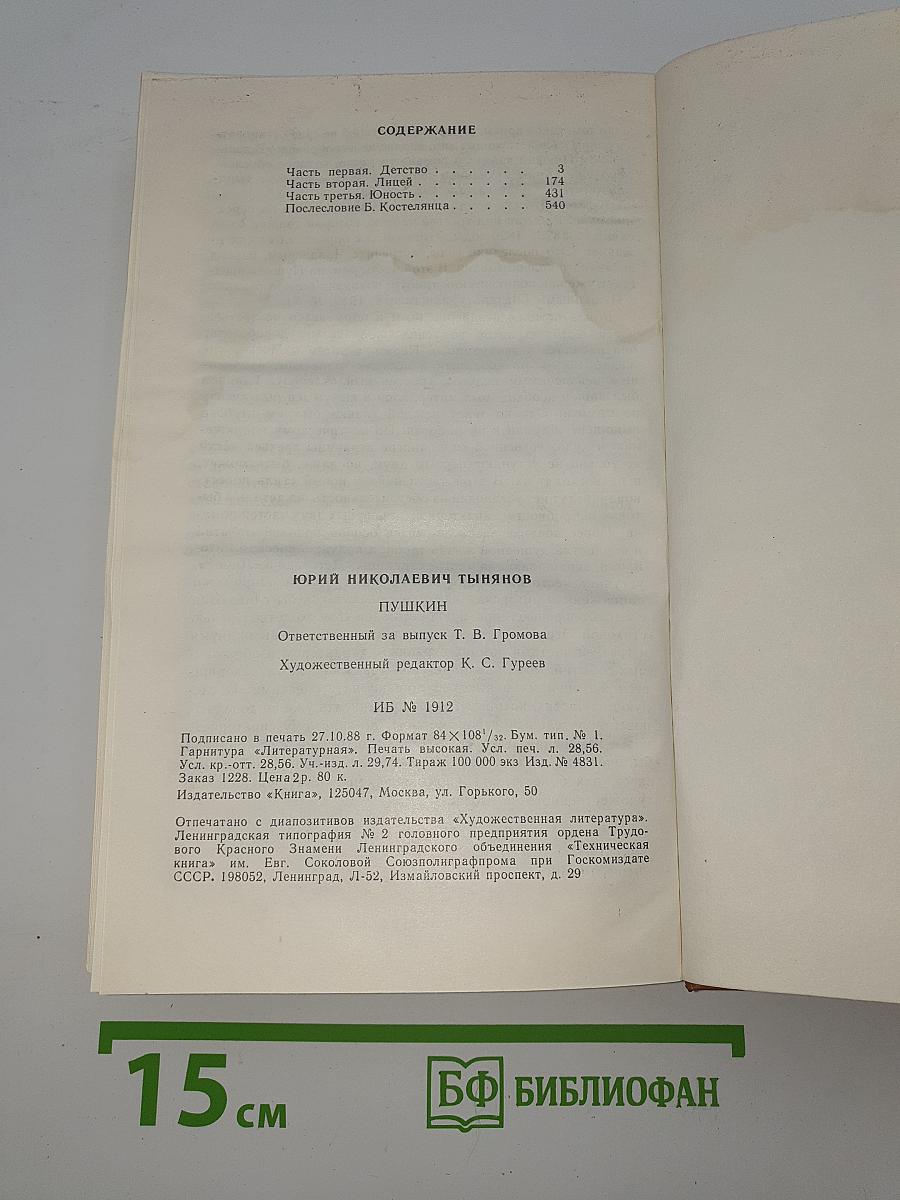 СОДЕРЖАНИЕ
Часть первая. Детство . . . . . . 3
Часть вторая. Лицей . . . . . . . 174
Часть третья. Юность . . . . . . . 431
Послесловие Б. Костелянца . . . . . 540
ЮРИЙ НИКОЛАЕВИЧ ТЫНЯНОВ
ПУШКИН
Ответственный за выпуск Т. В. Громова
Художественный редактор К. С. Гуреев
ИБ № 1912
Подписано в печать 27.10.88 г. Формат 84×108¹/₃₂. Бум. тип. № 1.
Гарнитура «Литературная». Печать высокая. Усл. печ. л. 28,56.
Усл. кр.-отт. 28,56. Уч.-изд. л. 29,74. Тираж 100 000 экз Изд. № 4831.
Заказ 1228. Цена 2р. 80 к.
Издательство «Книга», 125047, Москва, ул. Горького, 50
Отпечатано с диапозитивов издательства «Художественная литература».
Ленинградская типография № 2 головного предприятия ордена Трудо-
вого Красного Знамени Ленинградского объединения «Техническая
книга» им. Евг. Соколовой Союзполиграфпрома при Госкомиздате
СССР. 198052, Ленинград, Л-52, Измайловский проспект, д. 29
15 см
БФ БИБЛИОФАН